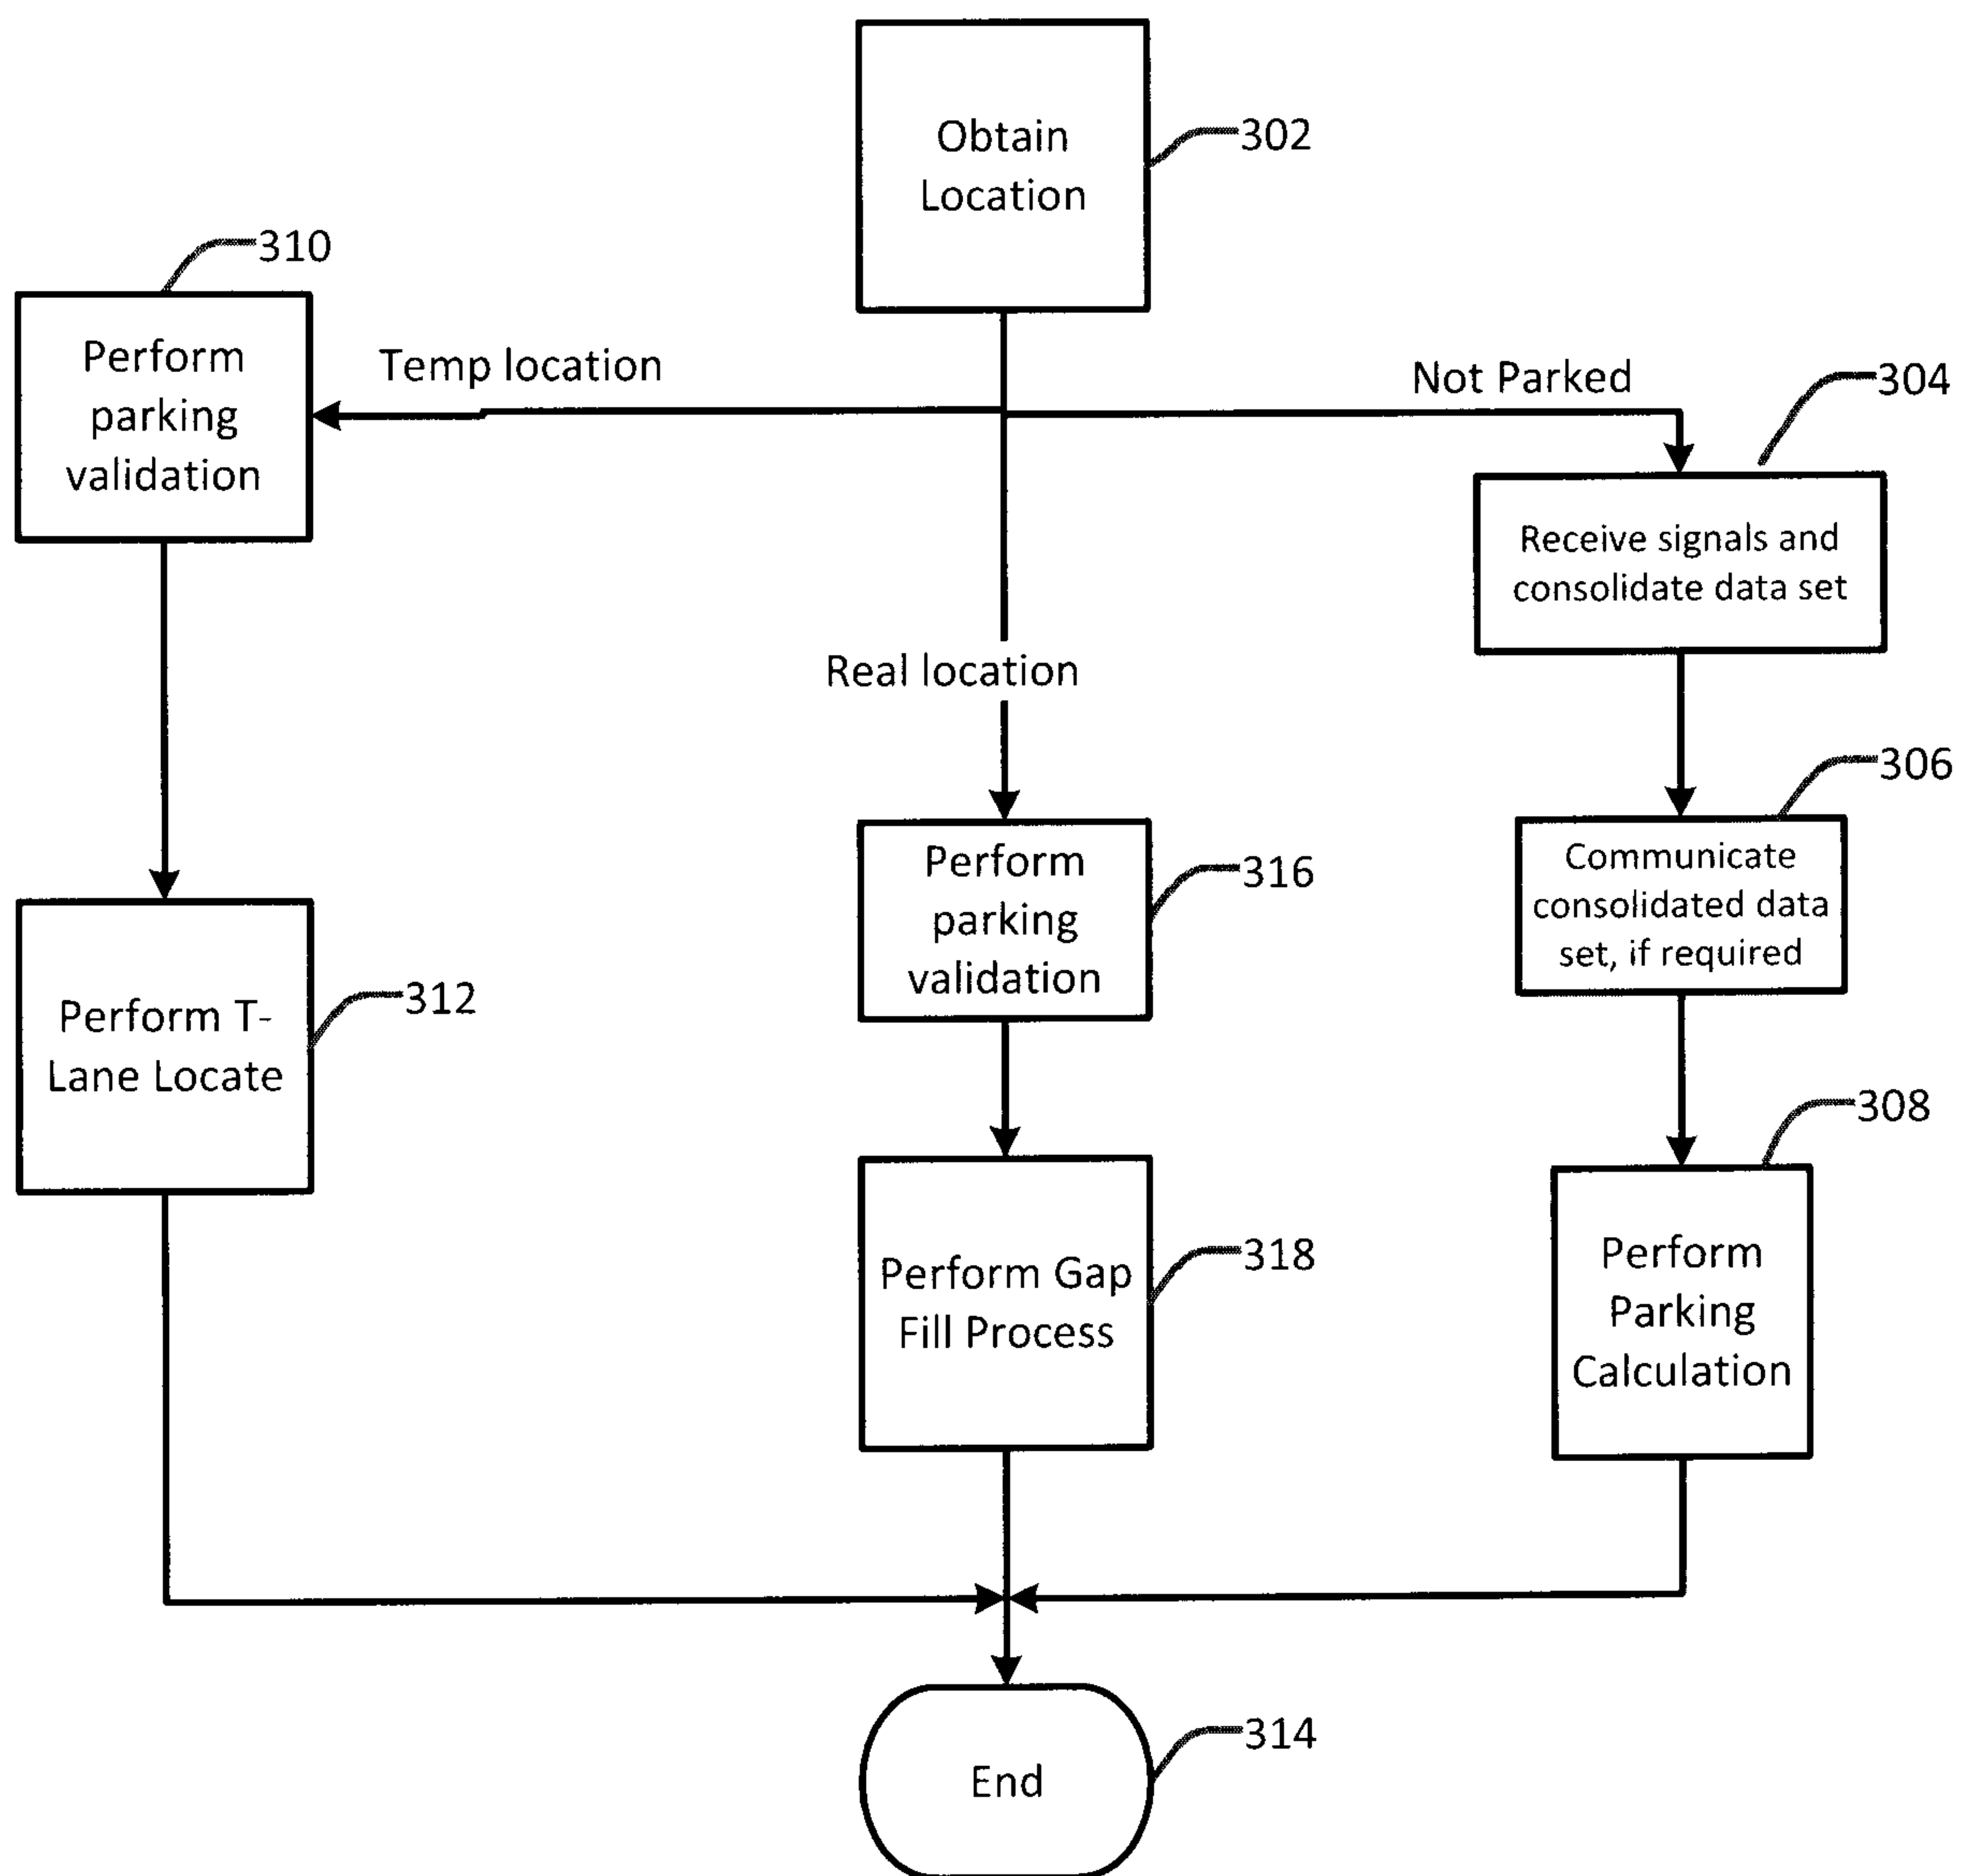 Obtain
Location
302
310
Perform
parking
validation
Temp location
Not Parked
304
Receive signals and
consolidate data set
Real location
306
Communicate
consolidated data
set, if required
Perform
parking
validation
316
Perform T-
Lane Locate
312
308
Perform
Parking
Calculation
Perform Gap
Fill Process
318
End
314